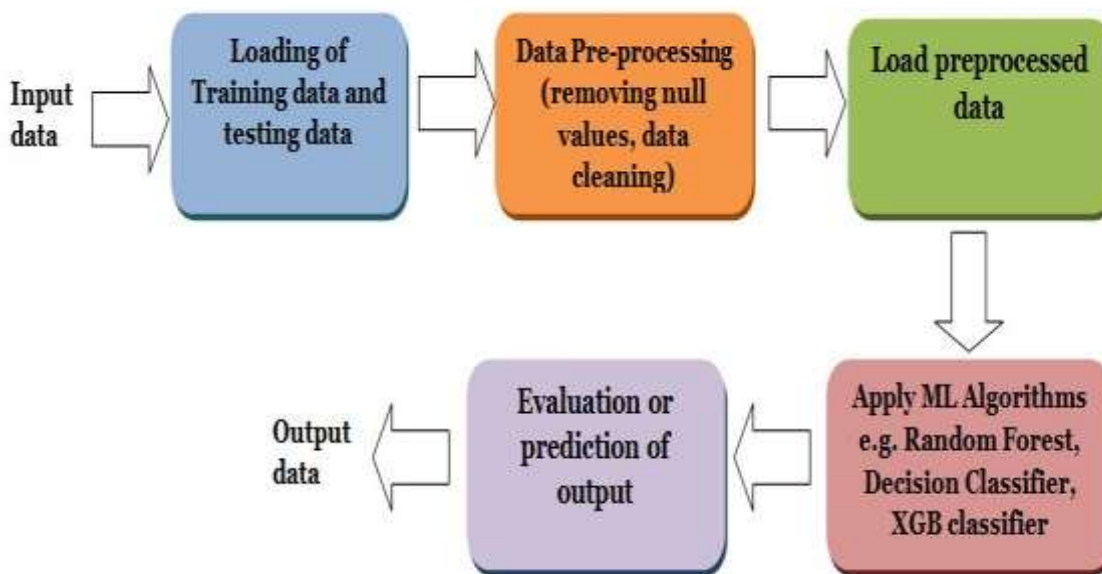 Input
data
Loading of
Training data and
testing data
Data Pre-processing
(removing null
values, data
cleaning)
Load preprocessed
data
Apply ML Algorithms
e.g. Random Forest,
Decision Classifier,
XGB classifier
Evaluation or
prediction of
output
Output
data